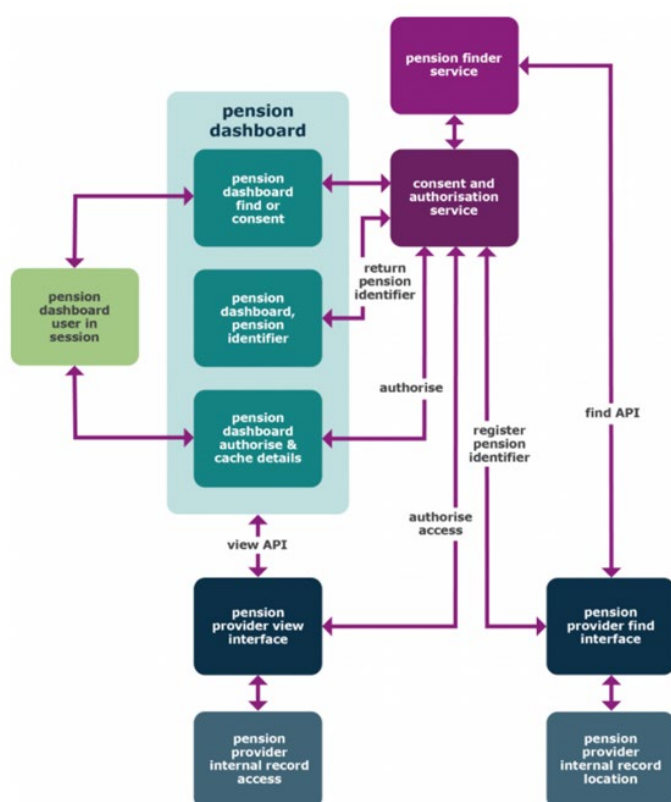 pension finder
service
pension
dashboard
pension
dashboard
find or
consent
consent and
authorisation
service
return
pension
identifier
pension
dashboard
user in
session
pension
dashboard,
pension
identifier
authorise
find API
pension
dashboard
authorise &
cache details
register
pension
identifier
authorise
access
view API
pension
provider view
interface
pension
provider find
interface
pension
provider
internal record
access
pension
provider
internal record
location